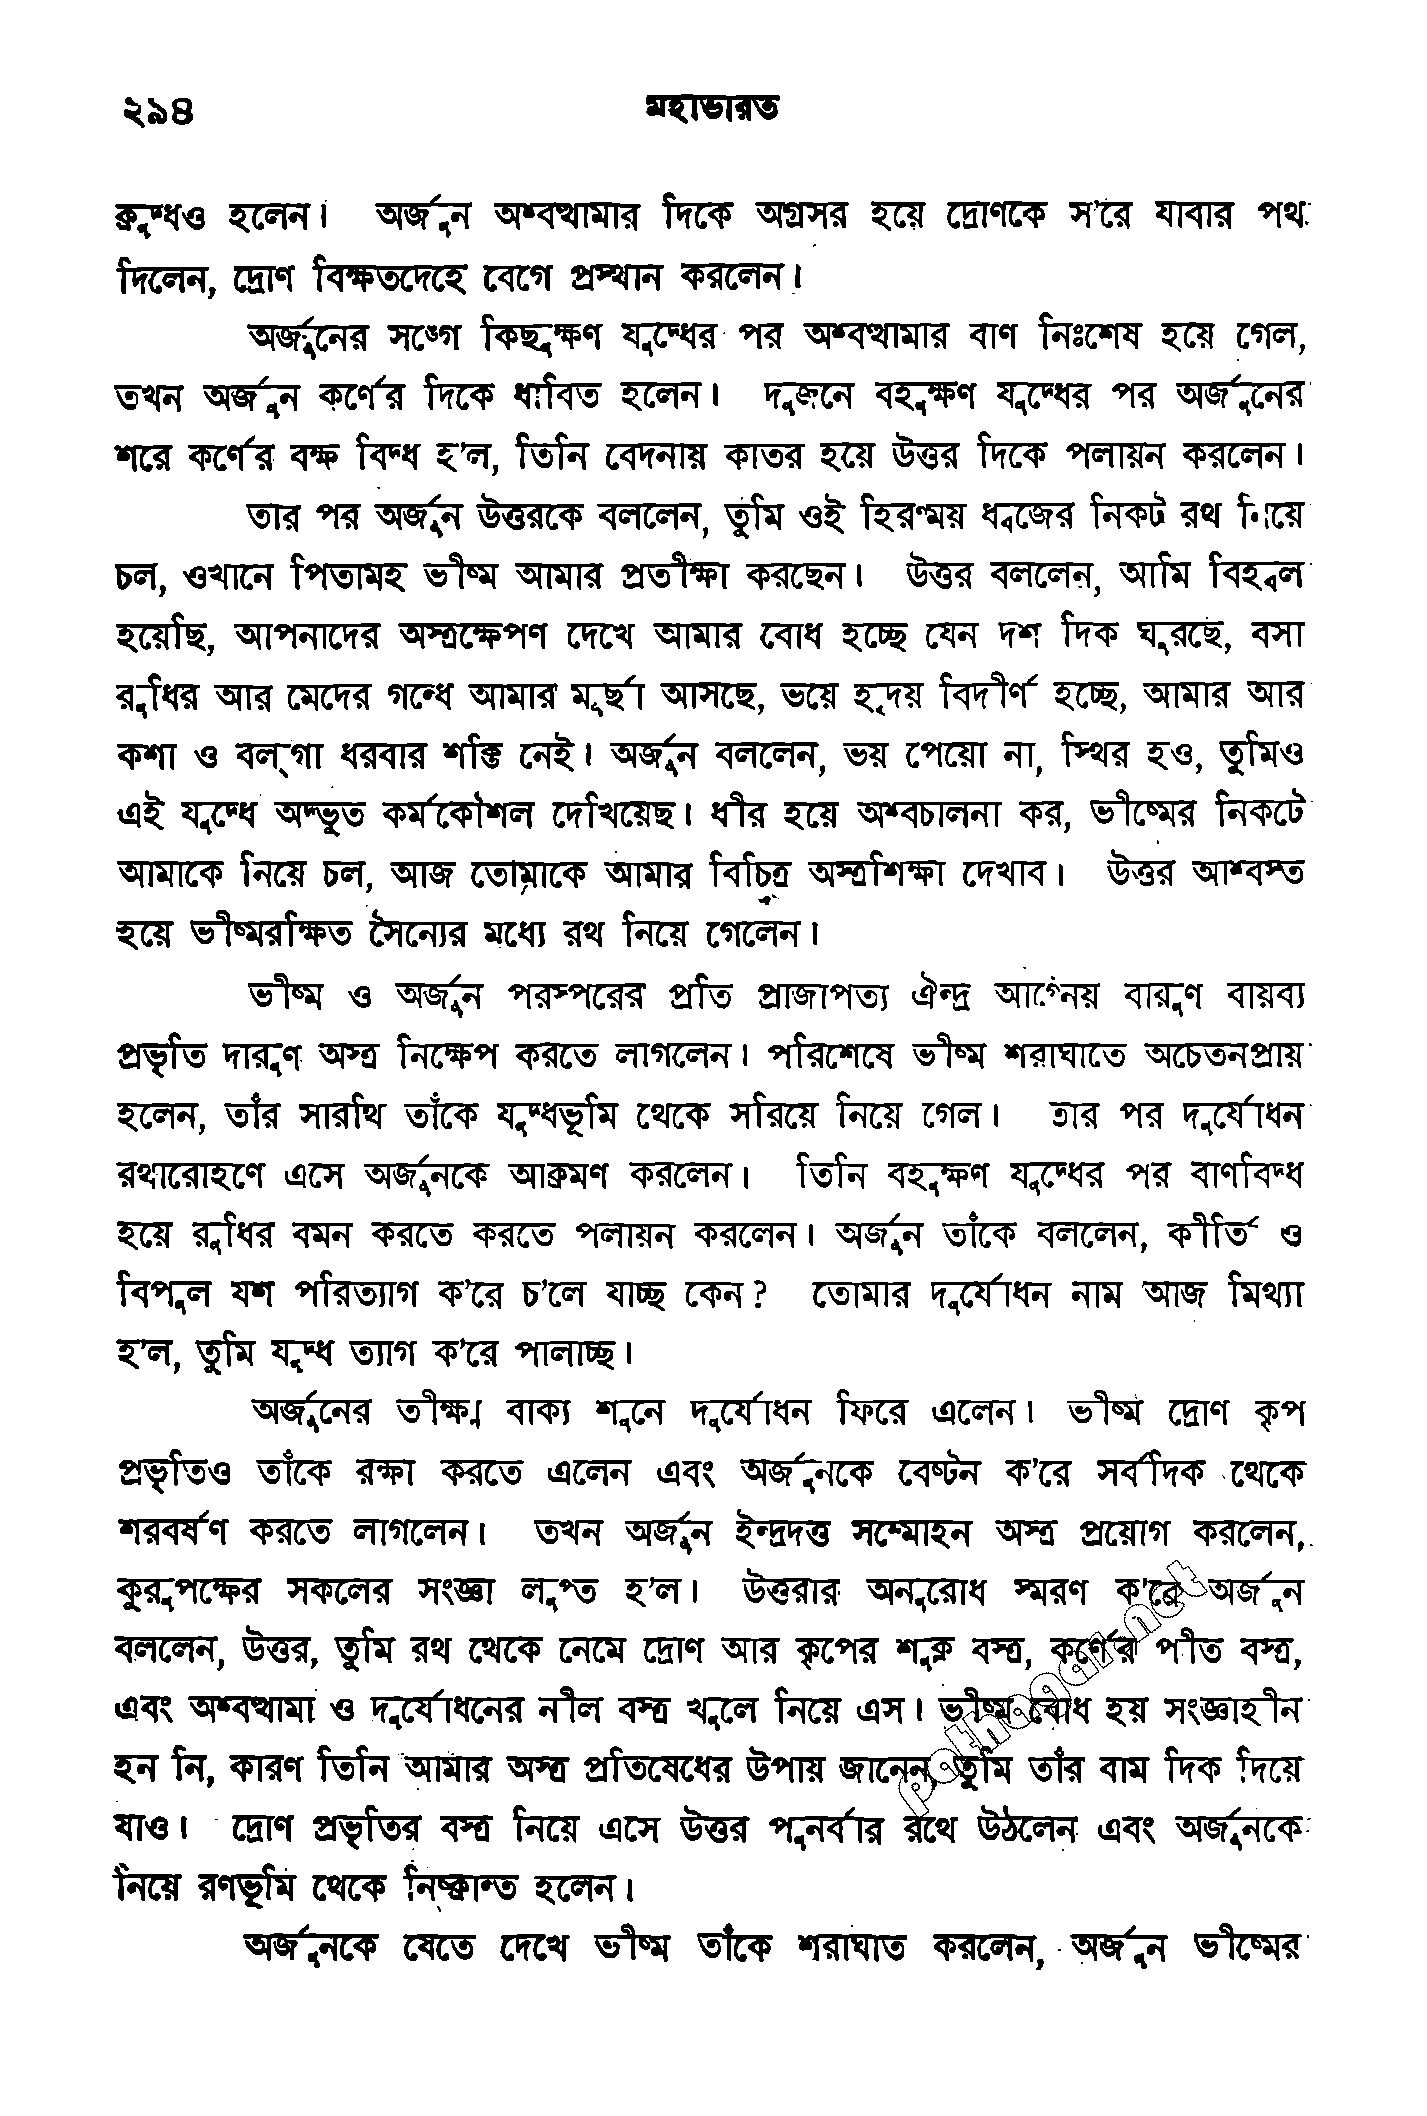 ২৯৪
মহাভারত
ক্রুদ্ধও হলেন। অর্জুন অশ্বত্থামার দিকে অগ্রসর হয়ে দ্রোণকে স'রে যাবার পথ
দিলেন, দ্রোণ বিক্ষতদেহে বেগে প্রস্থান করলেন।
অর্জুনের সঙ্গে কিছুক্ষণ যুদ্ধের পর অশ্বত্থামার বাণ নিঃশেষ হয়ে গেল,
তখন অর্জুন কর্ণের দিকে ধাবিত হলেন। দুজনে বহুক্ষণ যুদ্ধের পর অর্জুনের
শরে কর্ণের বক্ষ বিদ্ধ হ'ল, তিনি বেদনায় কাতর হয়ে উত্তর দিকে পলায়ন করলেন।
তার পর অর্জুন উত্তরকে বললেন, তুমি ওই হিরণ্ময় ধ্বজের নিকট রথ নিয়ে
চল, ওখানে পিতামহ ভীষ্ম আমার প্রতীক্ষা করছেন। উত্তর বললেন, আমি বিহ্বল
হয়েছি, আপনাদের অস্ত্রক্ষেপণ দেখে আমার বোধ হচ্ছে যেন দশ দিক ঘুরছে, বসা
রুধির আর মেদের গন্ধে আমার মূর্ছা আসছে, ভয়ে হৃদয় বিদীর্ণ হচ্ছে, আমার আর
কশা ও বল্‌গা ধরবার শক্তি নেই। অর্জুন বললেন, ভয় পেয়ো না, স্থির হও, তুমিও
এই যুদ্ধে অদ্ভুত কর্মকৌশল দেখিয়েছ। ধীর হয়ে অশ্বচালনা কর, ভীষ্মের নিকটে
আমাকে নিয়ে চল, আজ তোমাকে আমার বিচিত্র অস্ত্রশিক্ষা দেখাব। উত্তর আশ্বস্ত
হয়ে ভীষ্মরক্ষিত সৈন্যের মধ্যে রথ নিয়ে গেলেন।
ভীষ্ম ও অর্জুন পরস্পরের প্রতি প্রাজাপত্য ঐন্দ্র আগ্নেয় বারুণ বায়ব্য
প্রভৃতি দারুণ অস্ত্র নিক্ষেপ করতে লাগলেন। পরিশেষে ভীষ্ম শরাঘাতে অচেতনপ্রায়
হলেন, তাঁর সারথি তাঁকে যুদ্ধভূমি থেকে সরিয়ে নিয়ে গেল। তার পর দুর্যোধন
রথারোহণে এসে অর্জুনকে আক্রমণ করলেন। তিনি বহুক্ষণ যুদ্ধের পর বাণবিদ্ধ
হয়ে রুধির বমন করতে করতে পলায়ন করলেন। অর্জুন তাঁকে বললেন, কীর্তি ও
বিপুল যশ পরিত্যাগ ক'রে চ'লে যাচ্ছ কেন? তোমার দুর্যোধন নাম আজ মিথ্যা
হ'ল, তুমি যুদ্ধ ত্যাগ ক'রে পালাচ্ছ।
অর্জুনের তীক্ষ্ণ বাক্য শুনে দুর্যোধন ফিরে এলেন। ভীষ্ম দ্রোণ কৃপ
প্রভৃতিও তাঁকে রক্ষা করতে এলেন এবং অর্জুনকে বেষ্টন ক'রে সর্বদিক থেকে
শরবর্ষণ করতে লাগলেন। তখন অর্জুন ইন্দ্রদত্ত সম্মোহন অস্ত্র প্রয়োগ করলেন,
কুরুপক্ষের সকলের সংজ্ঞা লুপ্ত হ'ল। উত্তরার অনুরোধ স্মরণ ক'রে অর্জুন
বললেন, উত্তর, তুমি রথ থেকে নেমে দ্রোণ আর কৃপের শুক্ল বস্ত্র, কর্ণের পীত বস্ত্র,
এবং অশ্বত্থামা ও দুর্যোধনের নীল বস্ত্র খুলে নিয়ে এস। ভীষ্ম বোধ হয় সংজ্ঞাহীন
হন নি, কারণ তিনি আমার অস্ত্র প্রতিষেধের উপায় জানেন, তুমি তাঁর বাম দিক দিয়ে
যাও। দ্রোণ প্রভৃতির বস্ত্র নিয়ে এসে উত্তর পুনর্বার রথে উঠলেন এবং অর্জুনকে
নিয়ে রণভূমি থেকে নিষ্ক্রান্ত হলেন।
অর্জুনকে যেতে দেখে ভীষ্ম তাঁকে শরাঘাত করলেন, অর্জুন ভীষ্মের
pathagar.net